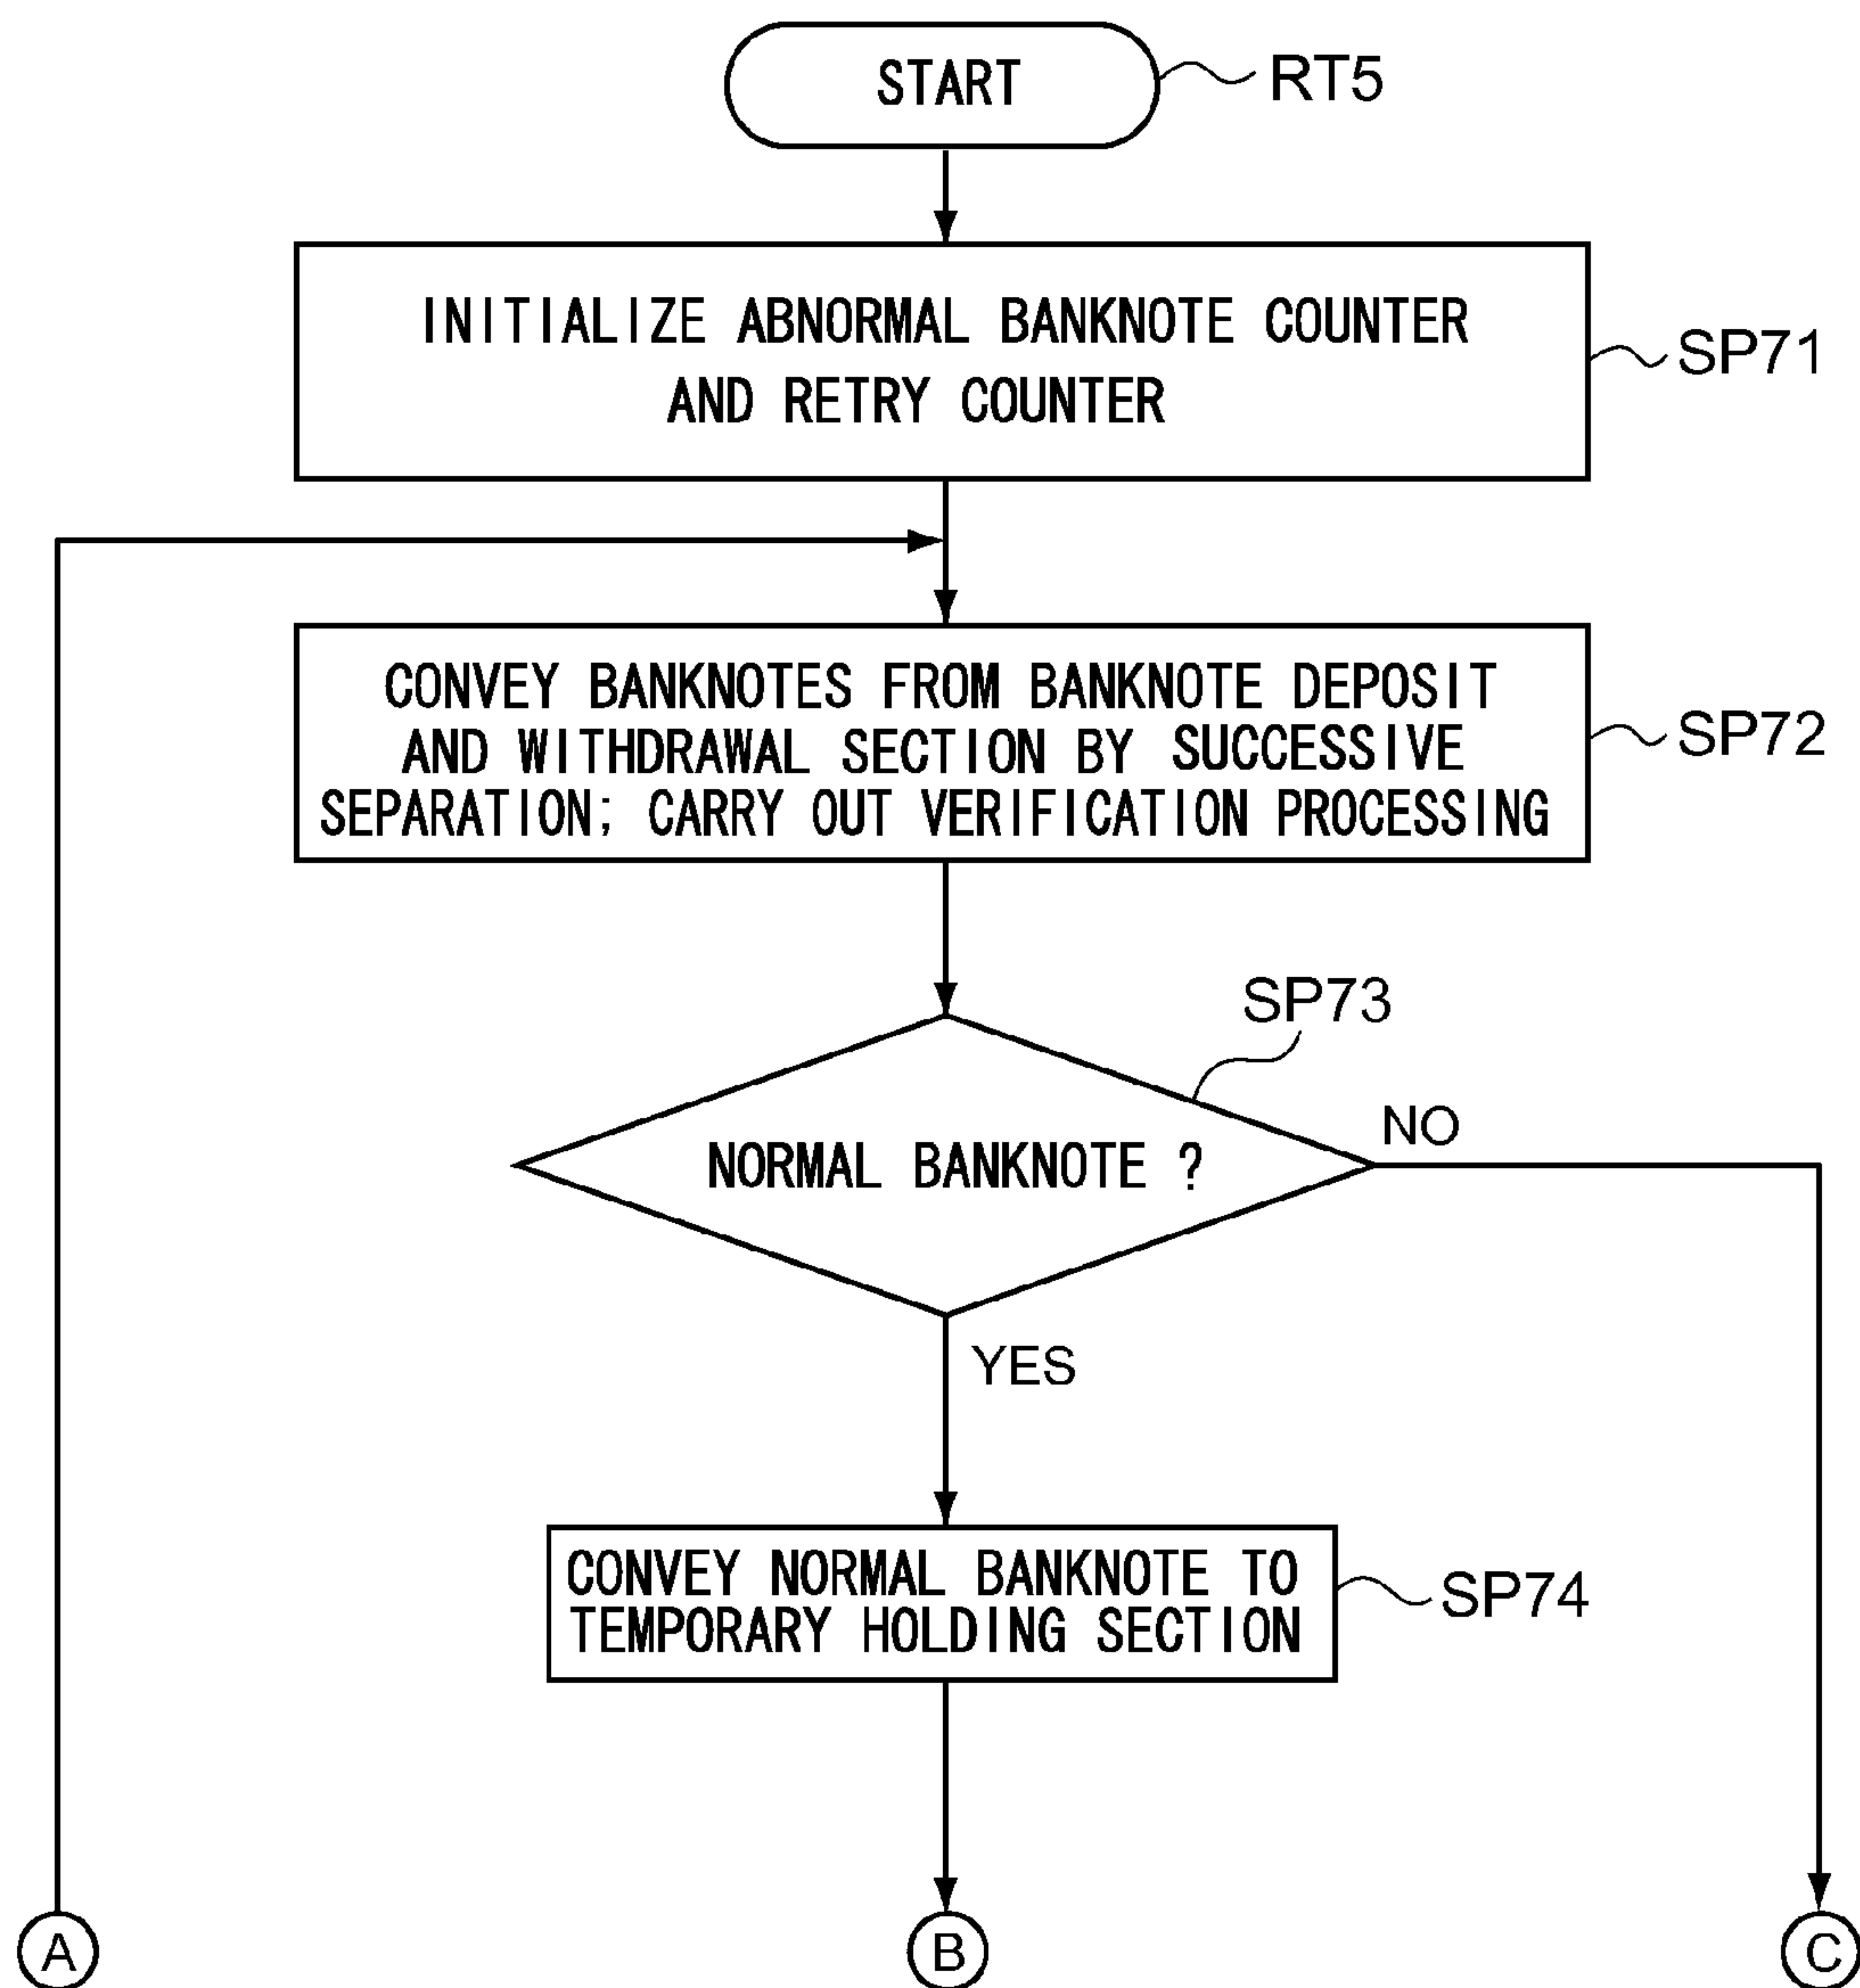 START
RT5
INITIALIZE ABNORMAL BANKNOTE COUNTER
AND RETRY COUNTER
SP71
CONVEY BANKNOTES FROM BANKNOTE DEPOSIT
AND WITHDRAWAL SECTION BY SUCCESSIVE
SEPARATION; CARRY OUT VERIFICATION PROCESSING
SP72
SP73
NORMAL BANKNOTE ?
NO
YES
CONVEY NORMAL BANKNOTE TO
TEMPORARY HOLDING SECTION
SP74
A
B
C